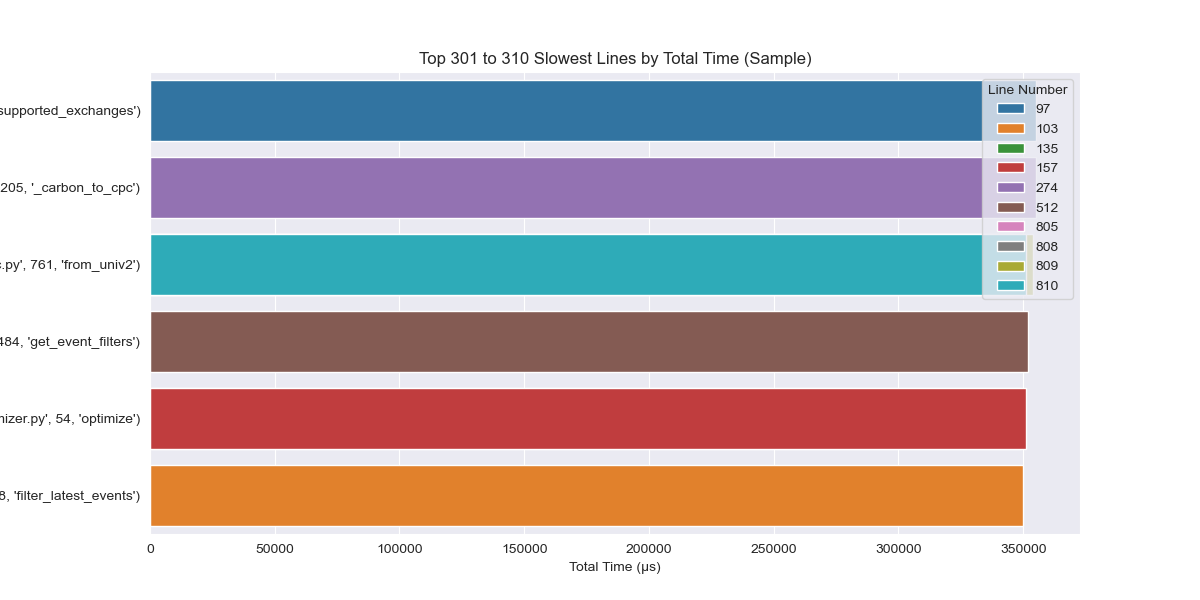 Top 301 to 310 Slowest Lines by Total Time (Sample)
supported_exchanges')
205, '_carbon_to_cpc')
.py', 761, 'from_univ2')
484, 'get_event_filters')
mizer.py', 54, 'optimize')
8, 'filter_latest_events')
Line Number
97
103
135
157
274
512
805
808
809
810
0 50000 100000 150000 200000 250000 300000 350000
Total Time (μs)